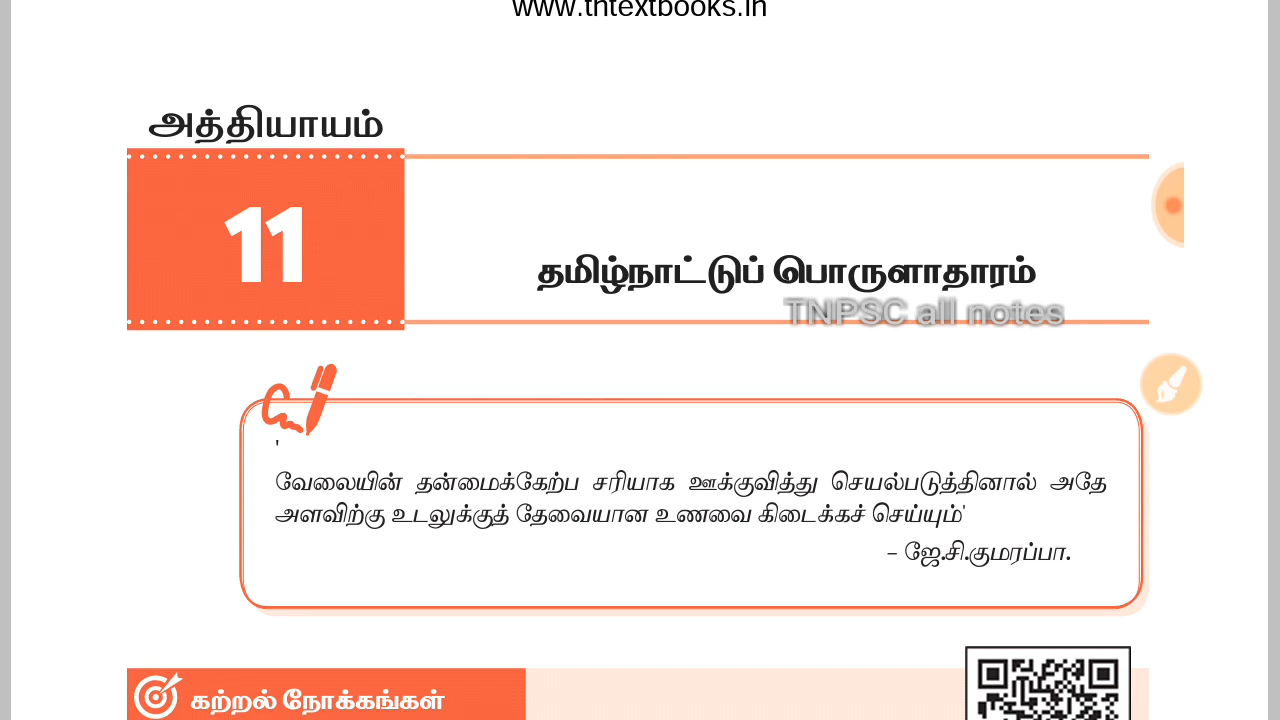 www.tntextbooks.in
அத்தியாயம்
11
தமிழ்நாட்டுப் பொருளாதாரம்
TNPSC all notes
'
வேலையின் தன்மைக்கேற்ப சரியாக ஊக்குவித்து செயல்படுத்தினால் அதே
அளவிற்கு உடலுக்குத் தேவையான உணவை கிடைக்கச் செய்யும்'
– ஜே.சி.குமரப்பா.
கற்றல் நோக்கங்கள்